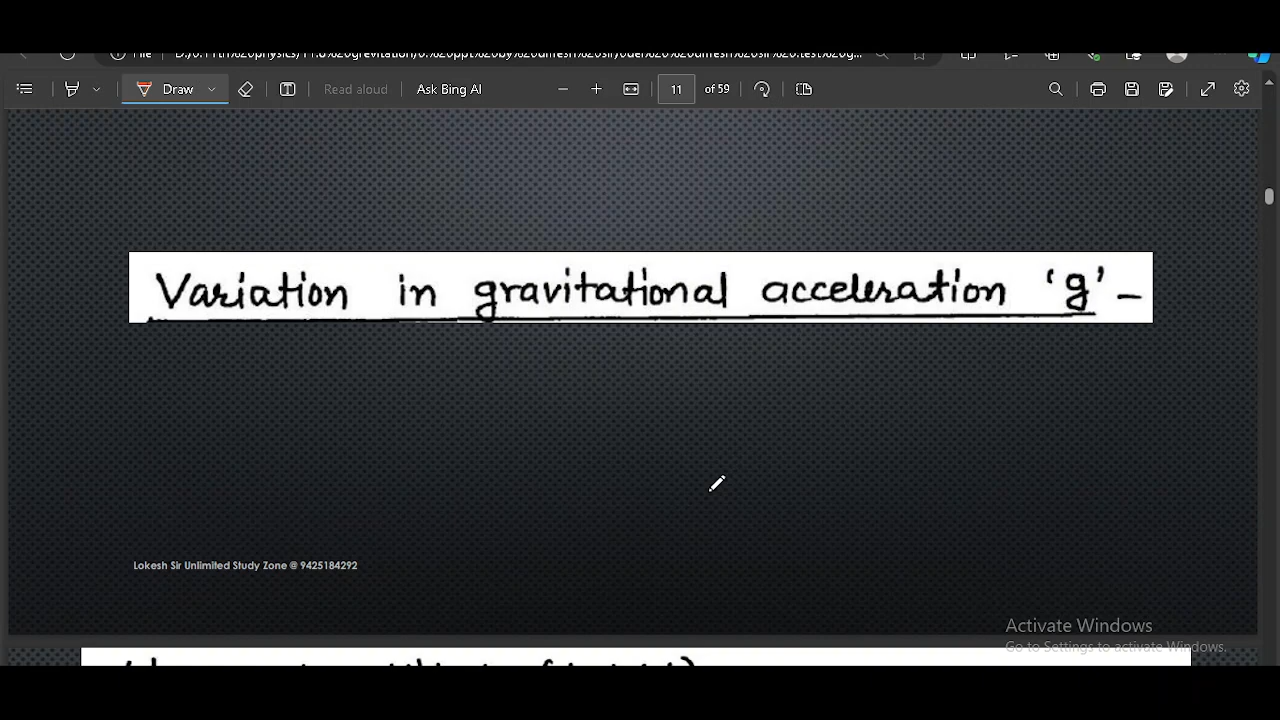 Draw
Read aloud
Ask Bing AI
11
of 59
Variation in gravitational acceleration 'g' –
Lokesh Sir Unlimited Study Zone @ 9425184292
Activate Windows
Go to Settings to activate Windows.